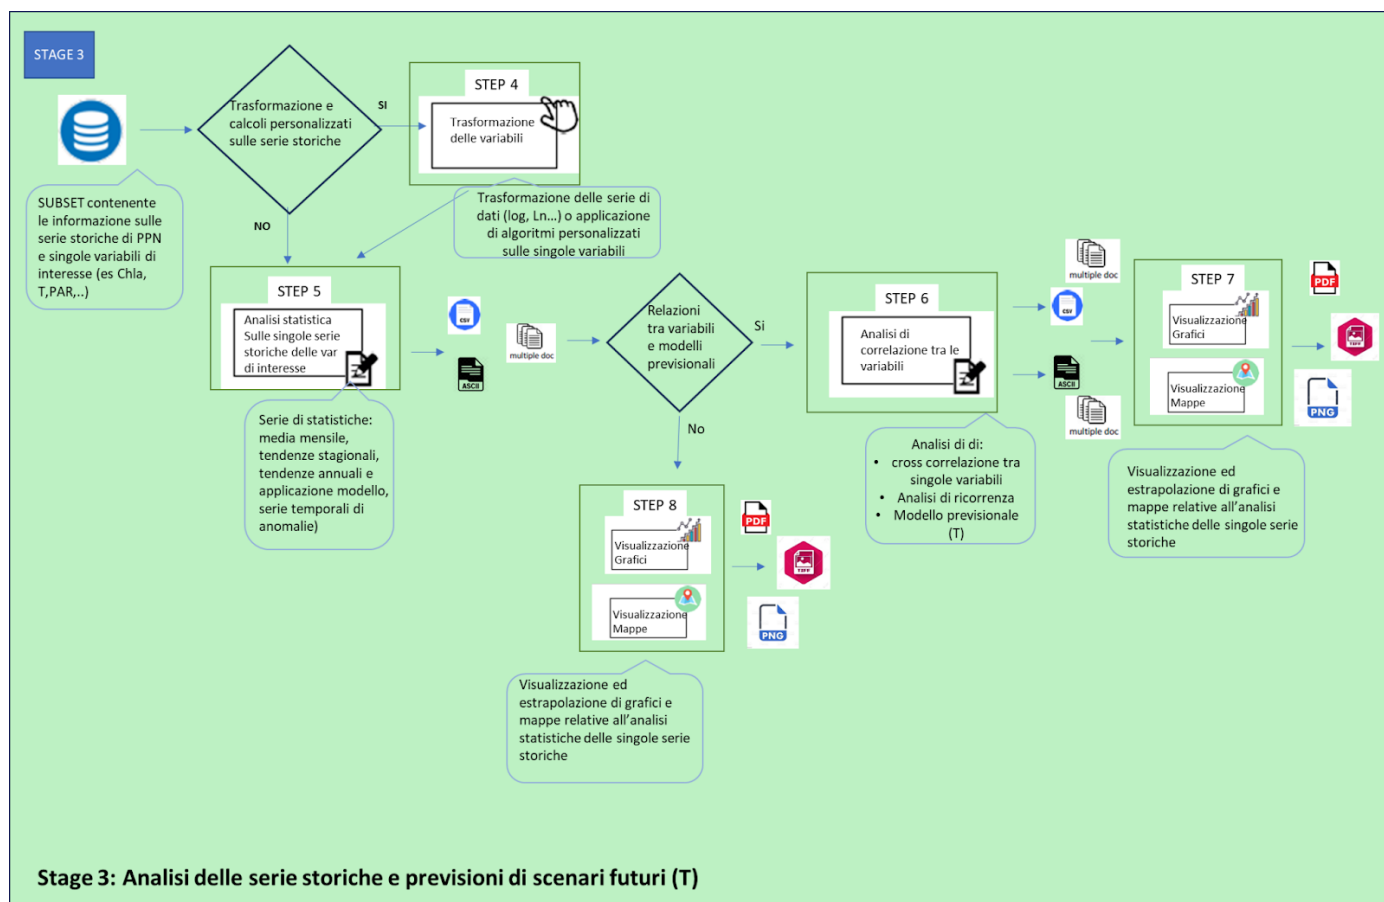 STAGE 3
Trasformazione e
calcoli personalizzati
sulle serie storiche
SI
NO
STEP 4
Trasformazione
delle variabili
SUBSET contenente
le informazione sulle
serie storiche di PPN
e singole variabili di
interesse (es Chla,
T,PAR,..)
Trasformazione delle serie di
dati (log, Ln...) o applicazione
di algoritmi personalizzati
sulle singole variabili
STEP 5
Analisi statistica
Sulle singole serie
storiche delle var
di interesse
CSV
ASCII
multiple doc
Serie di statistiche:
media mensile,
tendenze stagionali,
tendenze annuali e
applicazione modello,
serie temporali di
anomalie)
Relazioni
tra variabili
e modelli
previsionali
Si
No
STEP 6
Analisi di
correlazione tra le
variabili
multiple doc
CSV
ASCII
multiple doc
Analisi di di:
• cross correlazione tra
singole variabili
• Analisi di ricorrenza
• Modello previsionale
(T)
STEP 7
Visualizzazione
Grafici
Visualizzazione
Mappe
PDF
TIFF
PNG
Visualizzazione ed
estrapolazione di grafici e
mappe relative all'analisi
statistiche delle singole serie
storiche
STEP 8
Visualizzazione
Grafici
Visualizzazione
Mappe
PDF
TIFF
PNG
Visualizzazione ed
estrapolazione di grafici e
mappe relative all'analisi
statistiche delle singole serie
storiche
Stage 3: Analisi delle serie storiche e previsioni di scenari futuri (T)